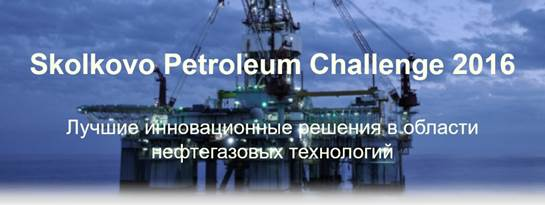 Skolkovo Petroleum Challenge 2016
Лучшие инновационные решения в области
нефтегазовых технологий